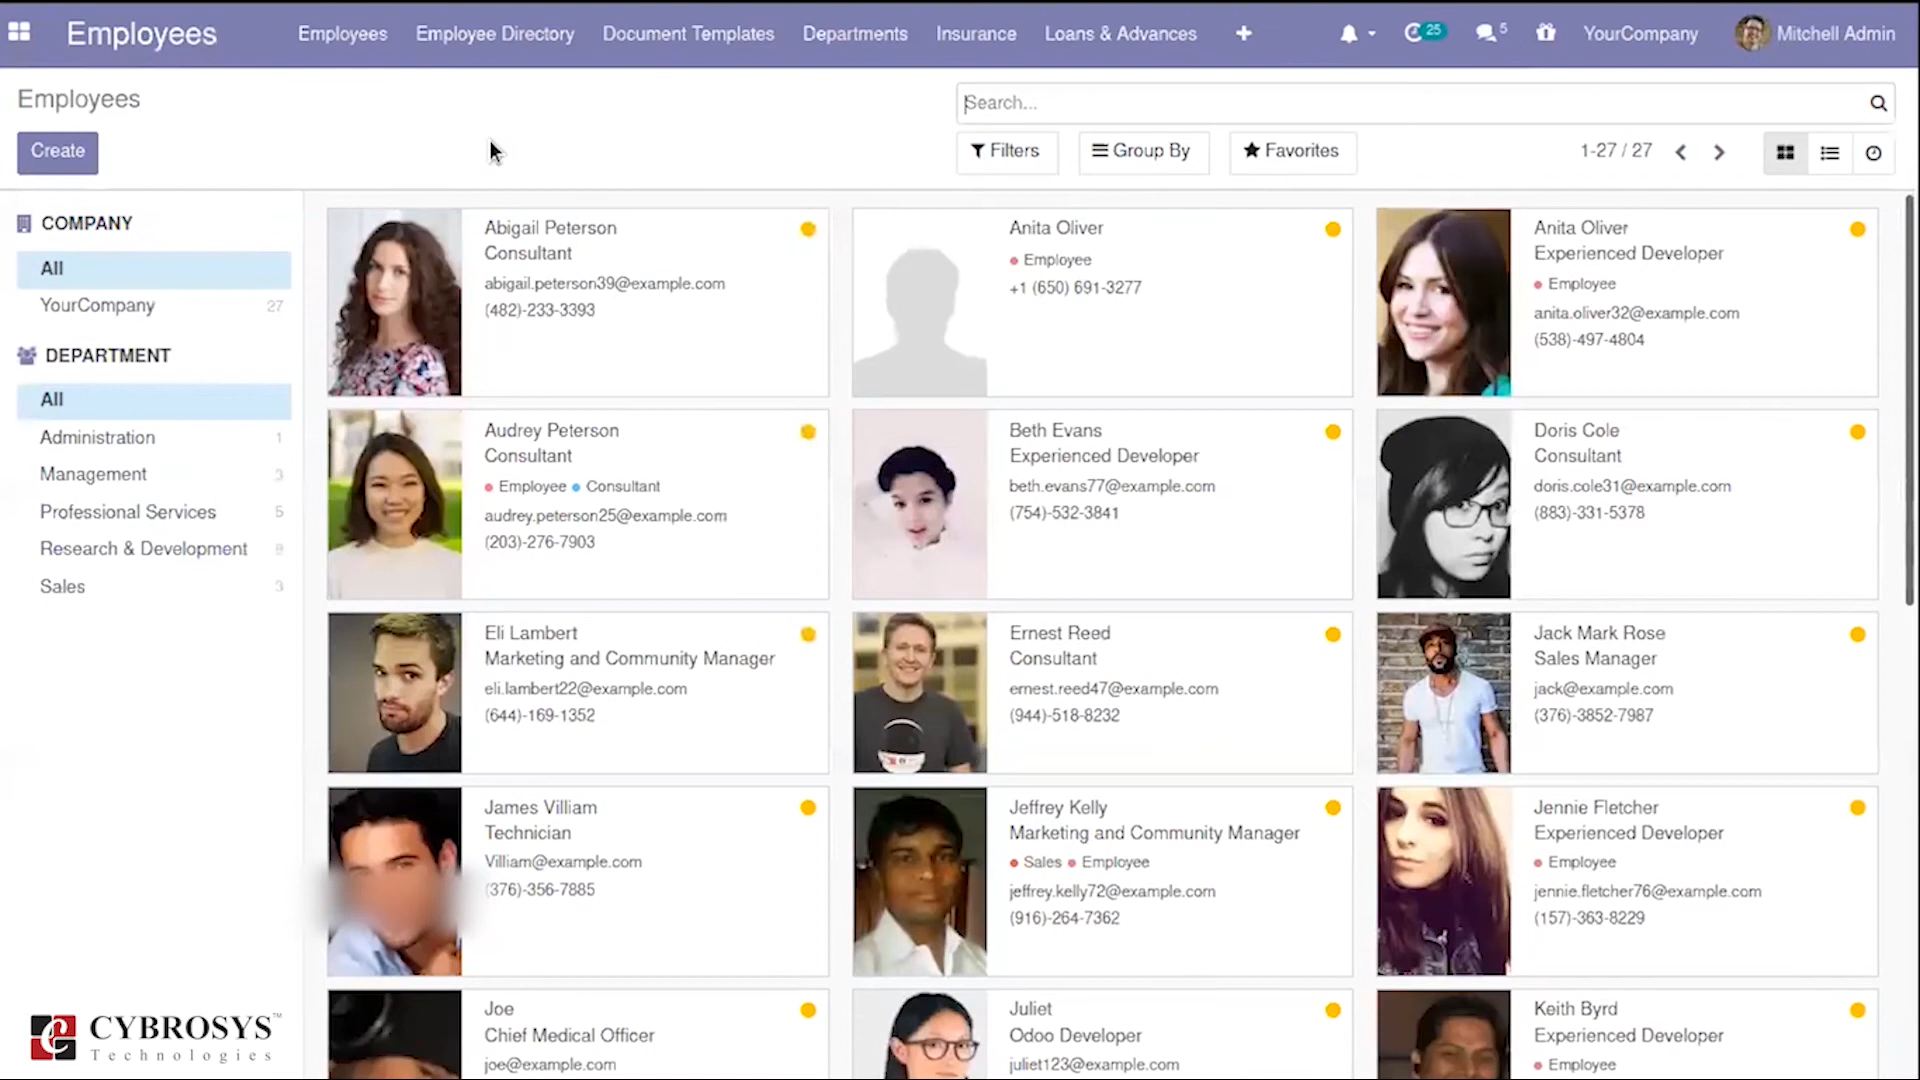 Employees
Employees
Employee Directory
Document Templates
Departments
Insurance
Loans & Advances
25
5
YourCompany
Mitchell Admin
Employees
Search...
Create
Filters
Group By
Favorites
1-27 / 27
COMPANY
All
YourCompany 27
DEPARTMENT
All
Administration 1
Management 3
Professional Services 5
Research & Development
Sales 3
Abigail Peterson
Consultant
abigail.peterson39@example.com
(482)-233-3393
Anita Oliver
Employee
+1 (650) 691-3277
Anita Oliver
Experienced Developer
Employee
anita.oliver32@example.com
(538)-497-4804
Audrey Peterson
Consultant
Employee Consultant
audrey.peterson25@example.com
(203)-276-7903
Beth Evans
Experienced Developer
beth.evans77@example.com
(754)-532-3841
Doris Cole
Consultant
doris.cole31@example.com
(883)-331-5378
Eli Lambert
Marketing and Community Manager
eli.lambert22@example.com
(644)-169-1352
Ernest Reed
Consultant
ernest.reed47@example.com
(944)-518-8232
Jack Mark Rose
Sales Manager
jack@example.com
(376)-3852-7987
James Villiam
Technician
Villiam@example.com
(376)-356-7885
Jeffrey Kelly
Marketing and Community Manager
Sales Employee
jeffrey.kelly72@example.com
(916)-264-7362
Jennie Fletcher
Experienced Developer
Employee
jennie.fletcher76@example.com
(157)-363-8229
Joe
Chief Medical Officer
joe@example.com
Juliet
Odoo Developer
juliet123@example.com
Keith Byrd
Experienced Developer
Employee
CYBROSYS™
Technologies